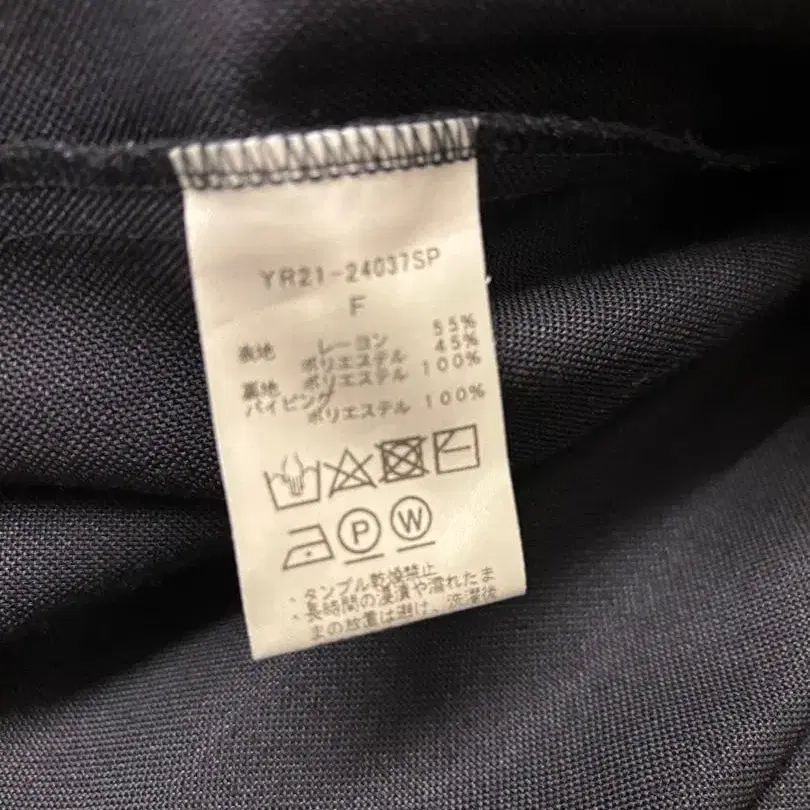 YR21-24037SP
F
表地 レーヨン 55%
ポリエステル 45%
裏地 ポリエステル 100%
パイピング
ポリエステル 100%
P W
、タンブル乾燥禁止
、長時間の浸漬や濡れたま
まの放置は避け、洗濯後